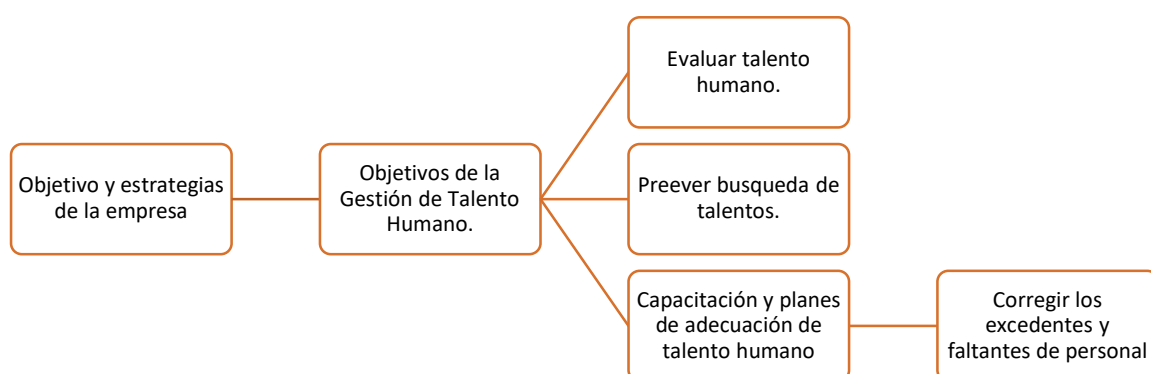 Objetivo y estrategias
de la empresa
Objetivos de la
Gestión de Talento
Humano.
Evaluar talento
humano.
Preever busqueda de
talentos.
Capacitación y planes
de adecuación de
talento humano
Corregir los
excedentes y
faltantes de personal